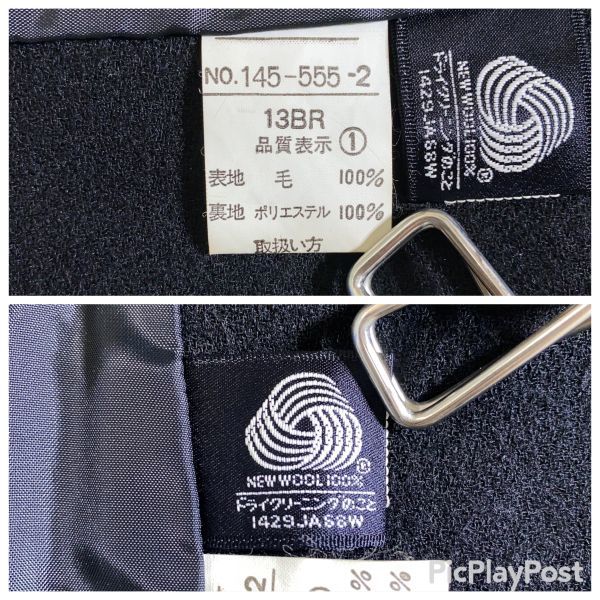 NO.145-555-2
13BR
品質表示 ①
表地 毛 100%
裏地 ポリエステル 100%
取扱い方
NEW WOOL 100%
®
ドライクリーニングのこと
1429JA68W
®
NEW WOOL 100%
ドライクリーニングのこと
1429JA68W
2
%
%
PicPlayPost